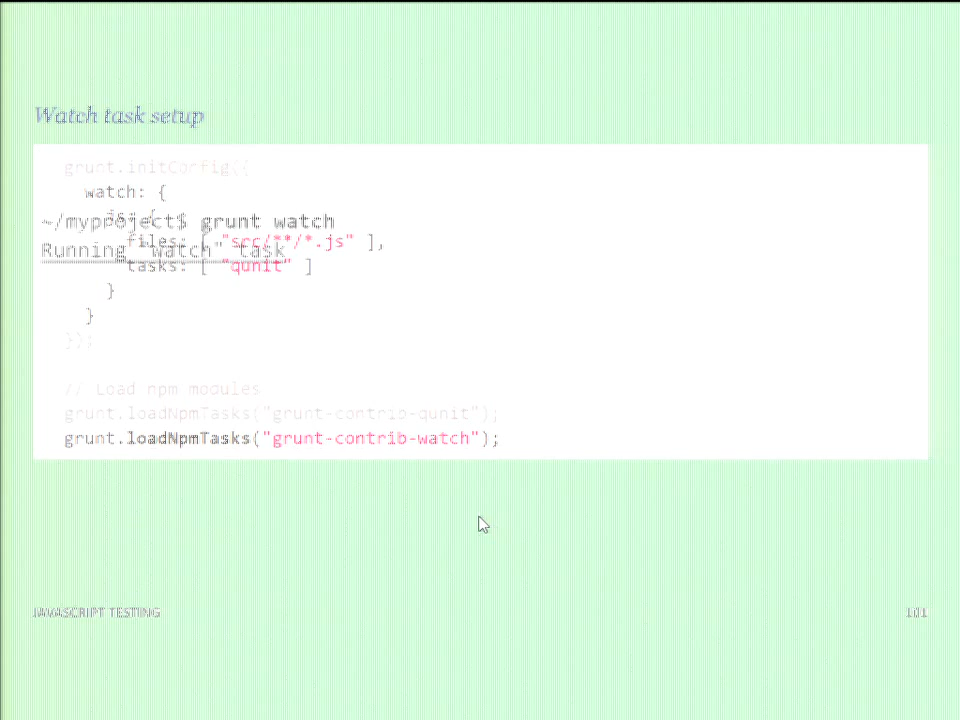 Watch task setup
grunt.initConfig({
watch: {
js: {
~/myproject$ grunt watch
files: [ "src/**/*.js" ],
Running "watch" task
tasks: [ "qunit" ]
}
}
});
// Load npm modules
grunt.loadNpmTasks("grunt-contrib-qunit");
grunt.loadNpmTasks("grunt-contrib-watch");
JAVASCRIPT TESTING